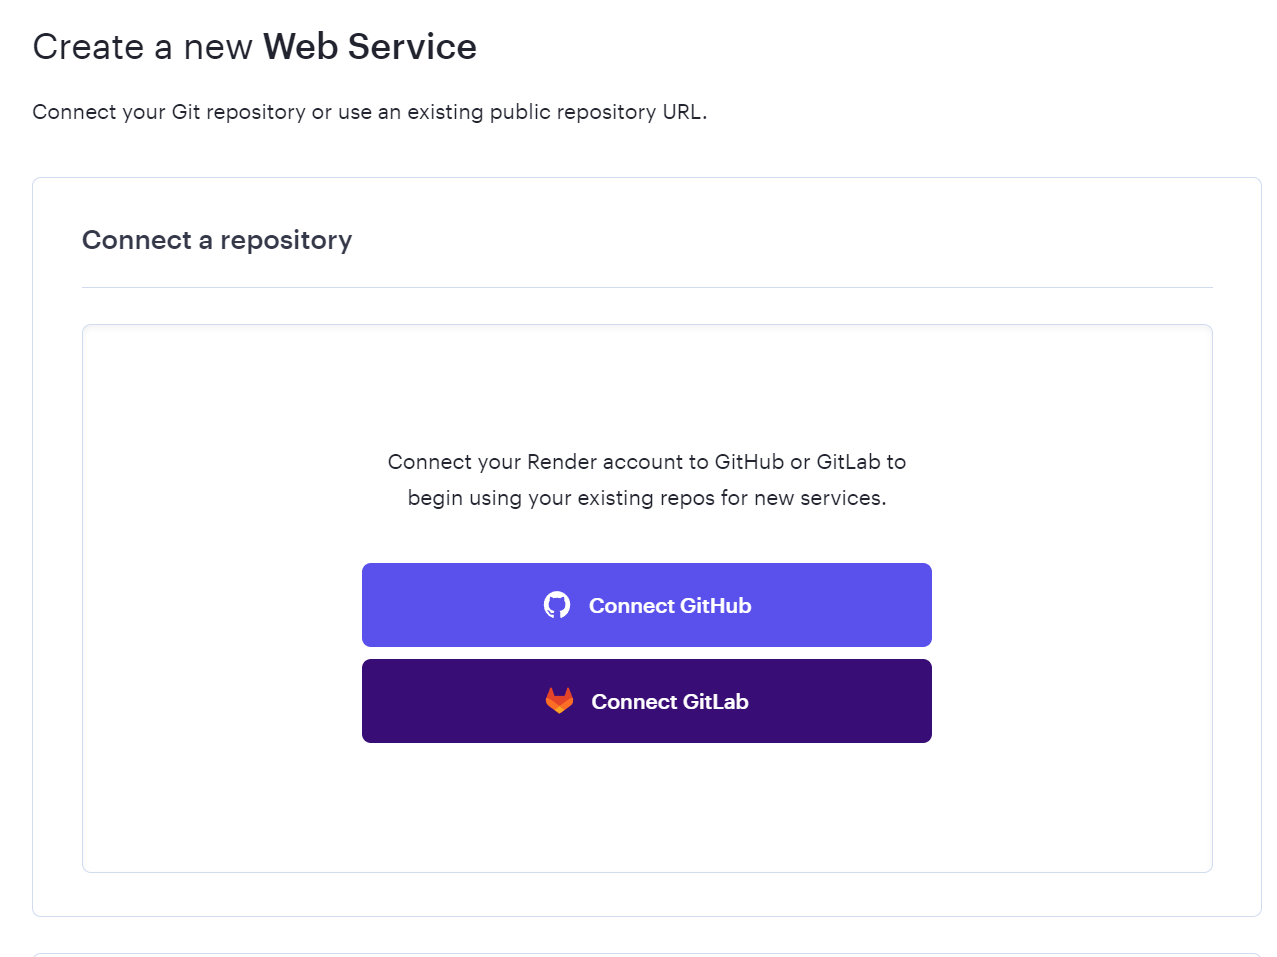 Create a new Web Service
Connect your Git repository or use an existing public repository URL.
Connect a repository
Connect your Render account to GitHub or GitLab to
begin using your existing repos for new services.
Connect GitHub
Connect GitLab